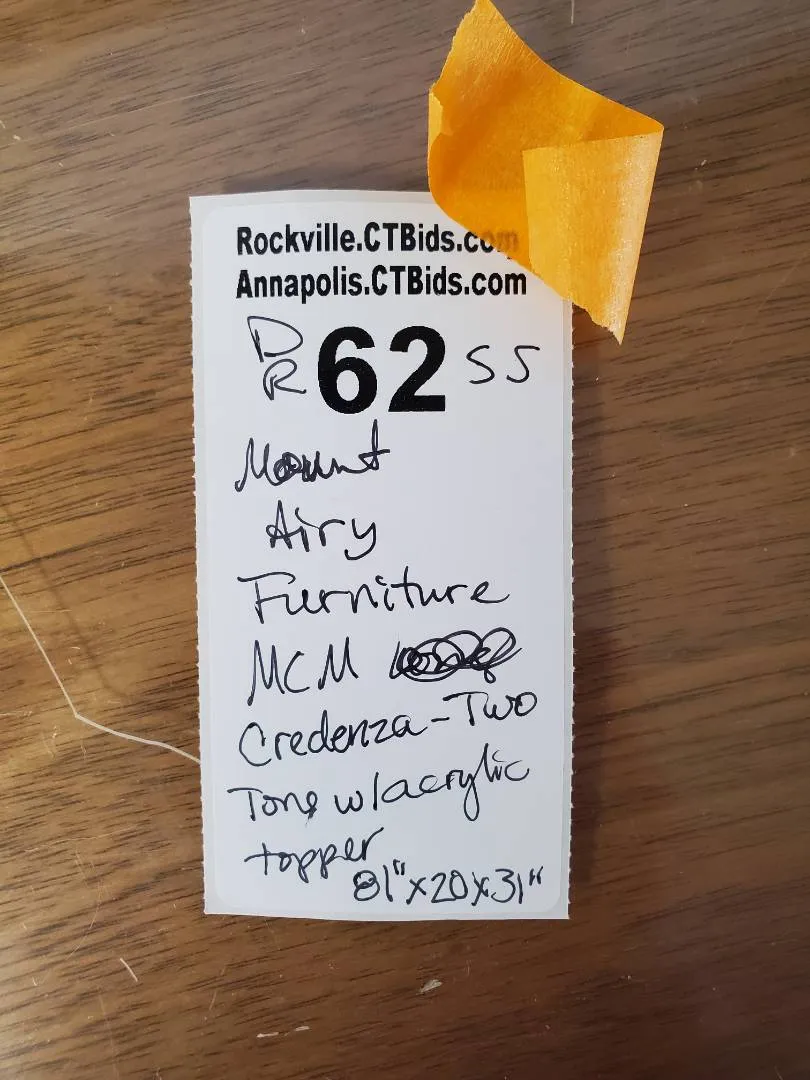 Rockville.CTBids.com
Annapolis.CTBids.com
DR 62 SS
Mount
Airy
Furniture
MCM
Credenza-Two
Tone w/acrylic
topper
81"x20x31"